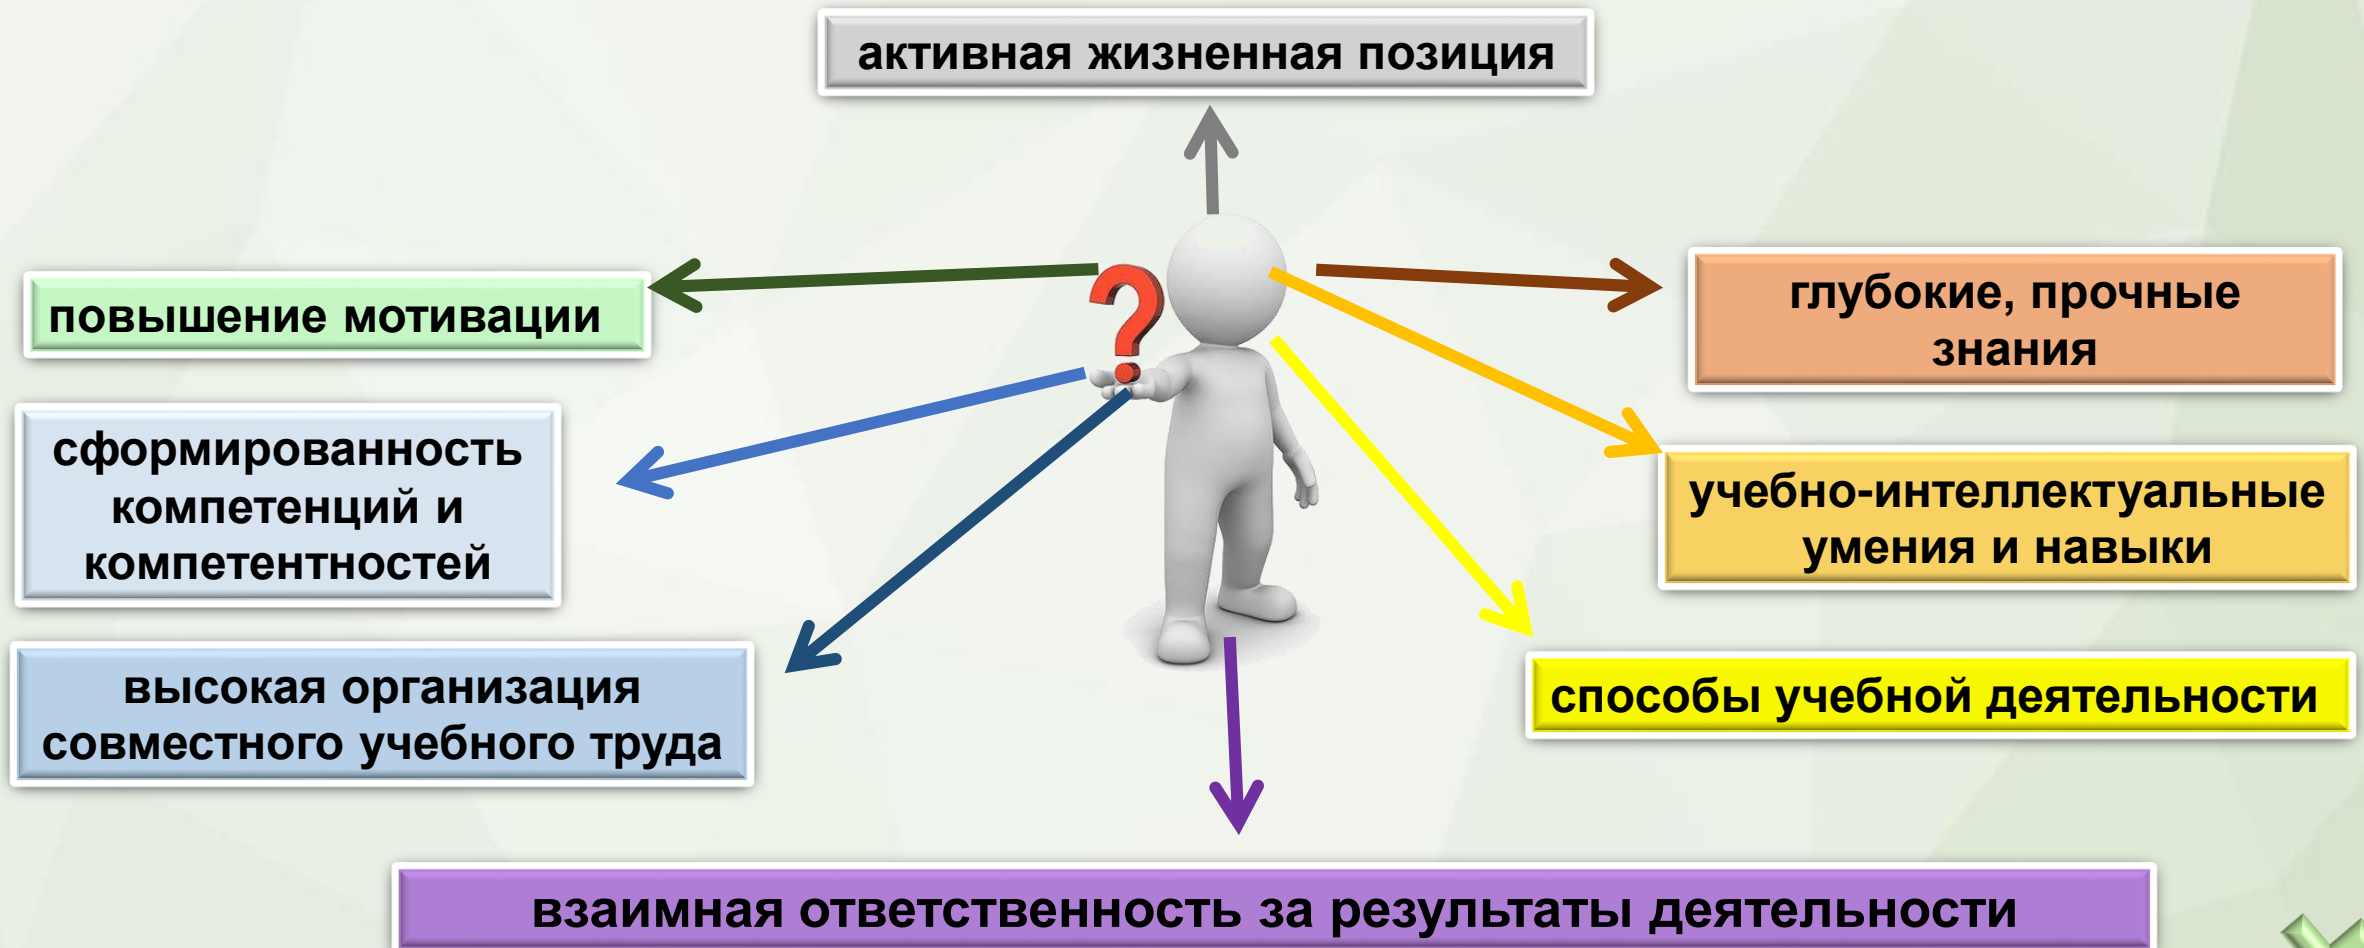 активная жизненная позиция
повышение мотивации
глубокие, прочные
знания
сформированность
компетенций и
компетентностей
учебно-интеллектуальные
умения и навыки
высокая организация
совместного учебного труда
способы учебной деятельности
взаимная ответственность за результаты деятельности
?